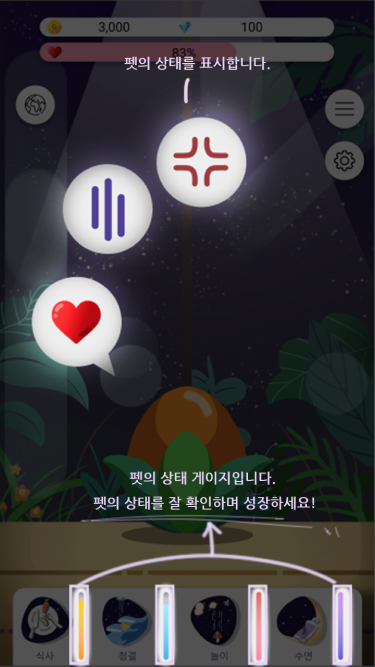 3,000
100
83%
펫의 상태를 표시합니다.
펫의 상태 게이지입니다.
펫의 상태를 잘 확인하며 성장하세요!
식사
청결
놀이
수면